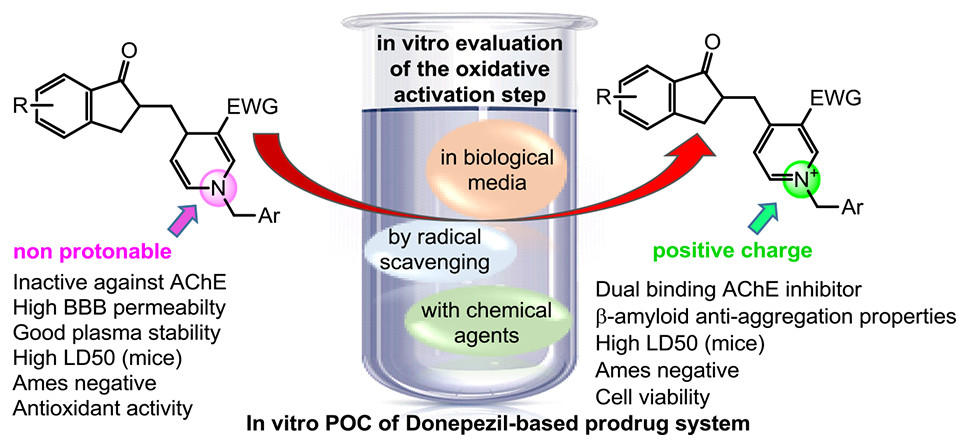 in vitro evaluation
of the oxidative
activation step
O
R
EWG
N
Ar
non protonable
Inactive against AChE
High BBB permeabilty
Good plasma stability
High LD50 (mice)
Ames negative
Antioxidant activity
in biological
media
by radical
scavenging
with chemical
agents
O
R
EWG
N+
Ar
positive charge
Dual binding AChE inhibitor
β-amyloid anti-aggregation properties
High LD50 (mice)
Ames negative
Cell viability
In vitro POC of Donepezil-based prodrug system